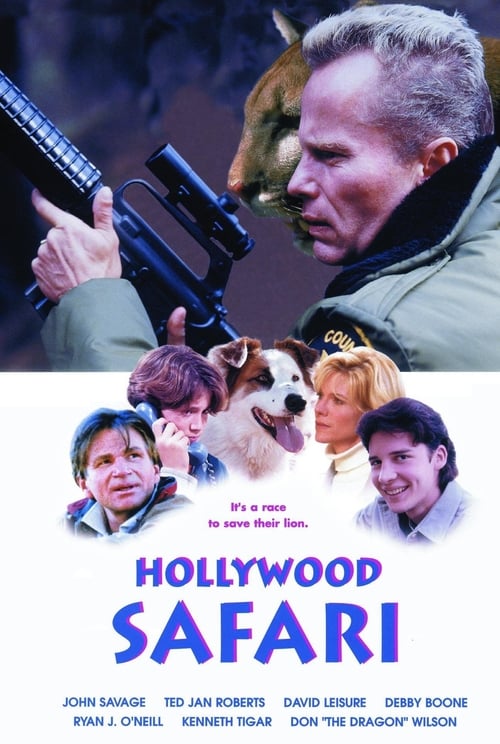 COUN
It's a race
to save their lion.
HOLLYWOOD
SAFARI
JOHN SAVAGE TED JAN ROBERTS DAVID LEISURE DEBBY BOONE
RYAN J. O'NEILL KENNETH TIGAR DON "THE DRAGON" WILSON